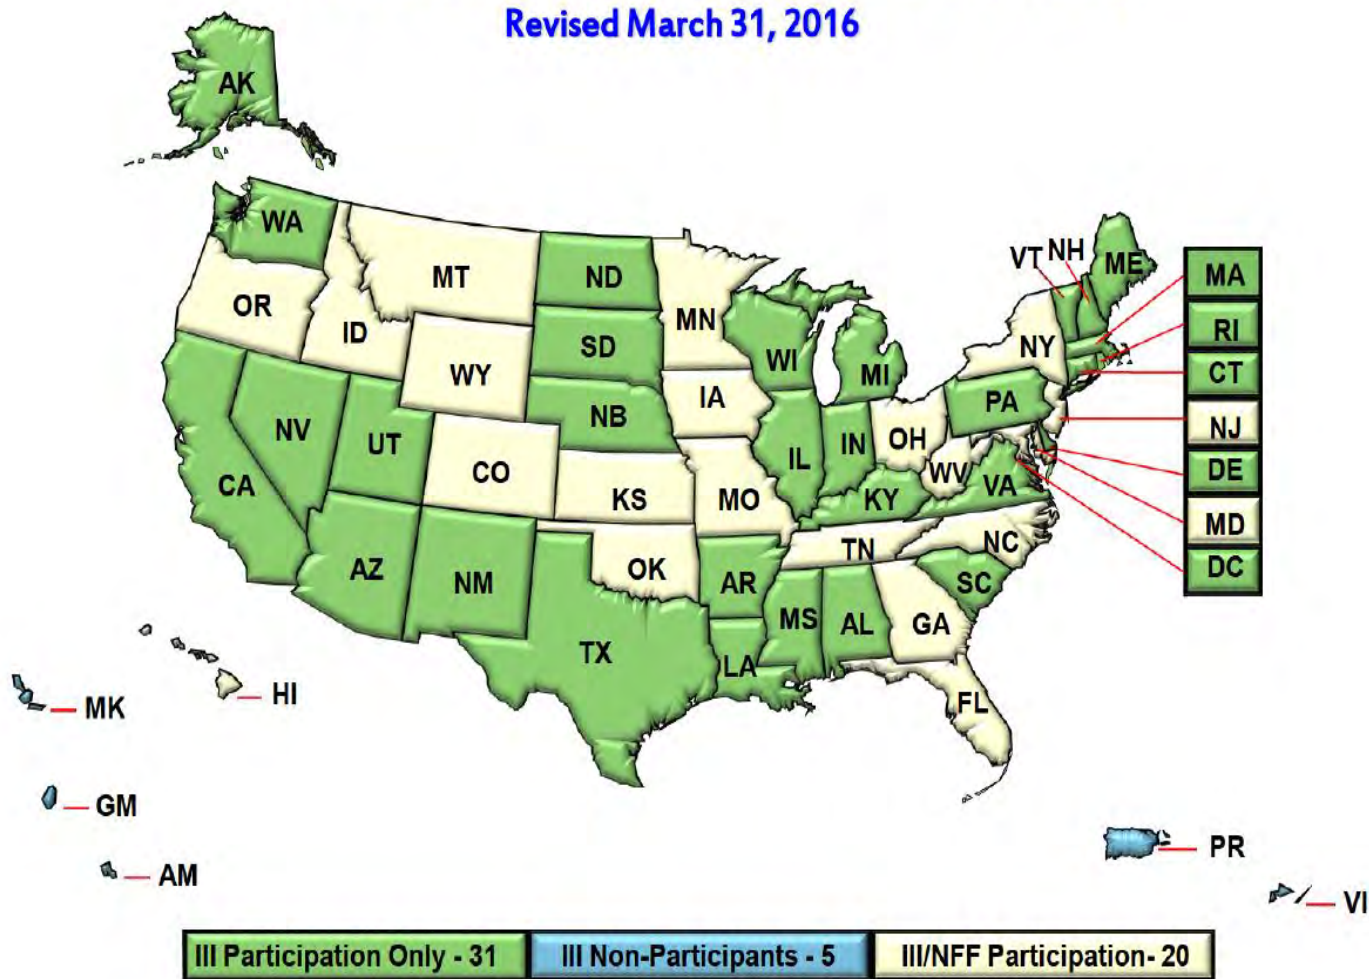 Revised March 31, 2016
AK
WA
MT
ND
MN
VT NH
ME
MA
OR
ID
SD
WI
MI
NY
RI
WY
CT
NB
IA
PA
NJ
NV
UT
CO
IL
IN
OH
WV
DE
CA
KS
MO
KY
VA
MD
AZ
NM
OK
AR
TN
NC
DC
SC
TX
LA
MS
AL
GA
FL
MK
HI
GM
AM
PR
VI
III Participation Only - 31
III Non-Participants - 5
III/NFF Participation- 20